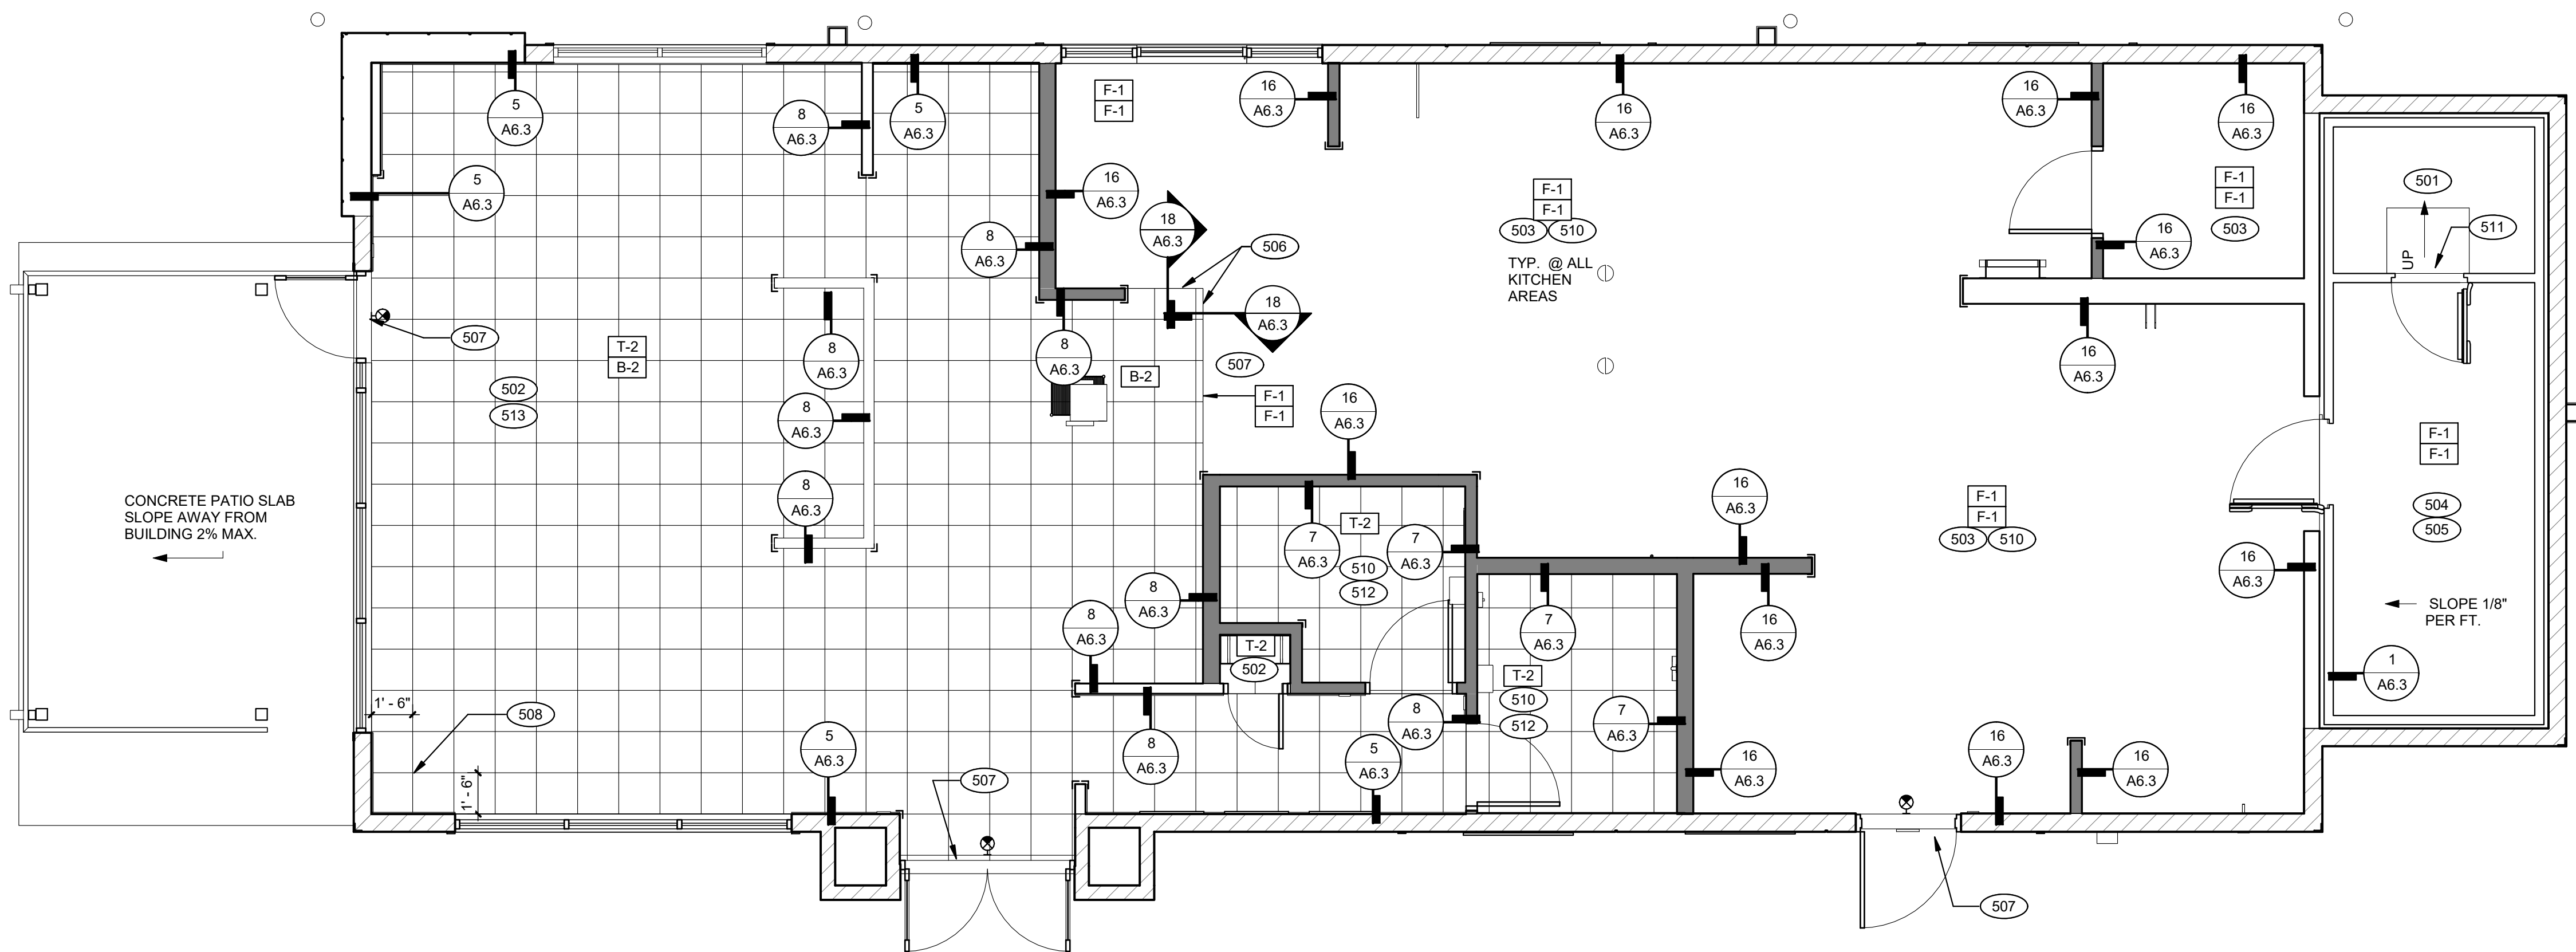 5
A6.3
8
A6.3
5
A6.3
F-1
F-1
16
A6.3
16
A6.3
16
A6.3
16
A6.3
5
A6.3
16
A6.3
F-1
F-1
503
510
TYP. @ ALL
KITCHEN
AREAS
F-1
F-1
503
501
18
A6.3
8
A6.3
506
16
A6.3
UP
511
507
T-2
B-2
502
513
8
A6.3
8
A6.3
18
A6.3
507
B-2
F-1
F-1
16
A6.3
8
A6.3
16
A6.3
F-1
F-1
504
505
CONCRETE PATIO SLAB
SLOPE AWAY FROM
BUILDING 2% MAX.
8
A6.3
16
A6.3
F-1
F-1
503
510
7
A6.3
T-2
510
512
7
A6.3
16
A6.3
8
A6.3
8
A6.3
7
A6.3
16
A6.3
SLOPE 1/8"
PER FT.
T-2
502
T-2
510
512
1
A6.3
1' - 6"
508
8
A6.3
7
A6.3
5
A6.3
8
A6.3
5
A6.3
16
A6.3
16
A6.3
16
A6.3
1' - 6"
507
507